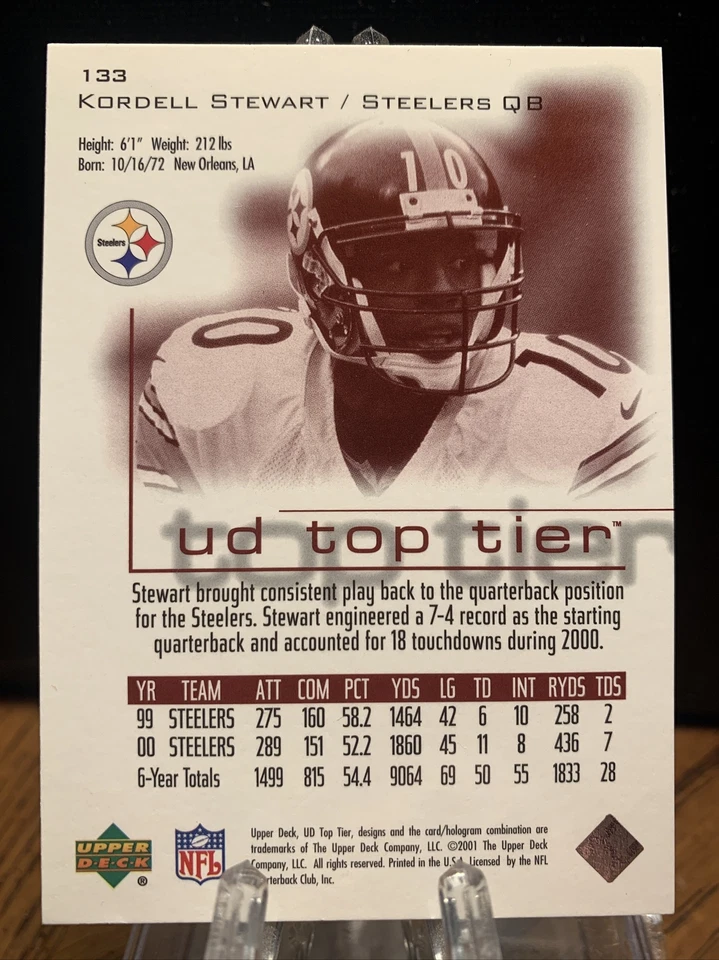 133
KORDELL STEWART / STEELERS QB
Height: 6'1" Weight: 212 lbs
Born: 10/16/72 New Orleans, LA
Steelers
10
0
10
ud top tier™
top tier
Stewart brought consistent play back to the quarterback position
for the Steelers. Stewart engineered a 7-4 record as the starting
quarterback and accounted for 18 touchdowns during 2000.
YR TEAM ATT COM PCT YDS LG TD INT RYDS TDS
99 STEELERS 275 160 58.2 1464 42 6 10 258 2
00 STEELERS 289 151 52.2 1860 45 11 8 436 7
6-Year Totals 1499 815 54.4 9064 69 50 55 1833 28
UPPER
DECK ®
NFL
Upper Deck, UD Top Tier, designs and the card/hologram combination are
trademarks of The Upper Deck Company, LLC. ©2001 The Upper Deck
Company, LLC. All rights reserved. Printed in the U.S.A. Licensed by the NFL
Quarterback Club, Inc.